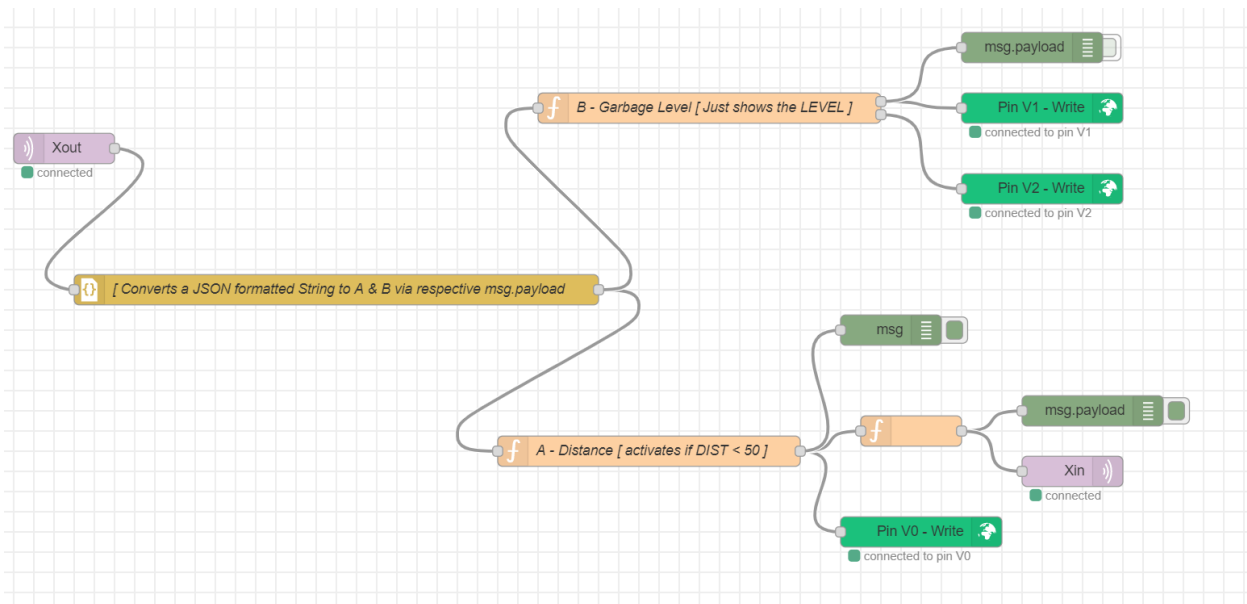 msg.payload
B - Garbage Level [ Just shows the LEVEL ]
Pin V1 - Write
connected to pin V1
Xout
connected
Pin V2 - Write
connected to pin V2
{} [ Converts a JSON formatted String to A & B via respective msg.payload
msg
msg.payload
A - Distance [ activates if DIST < 50 ]
Xin
connected
Pin V0 - Write
connected to pin V0